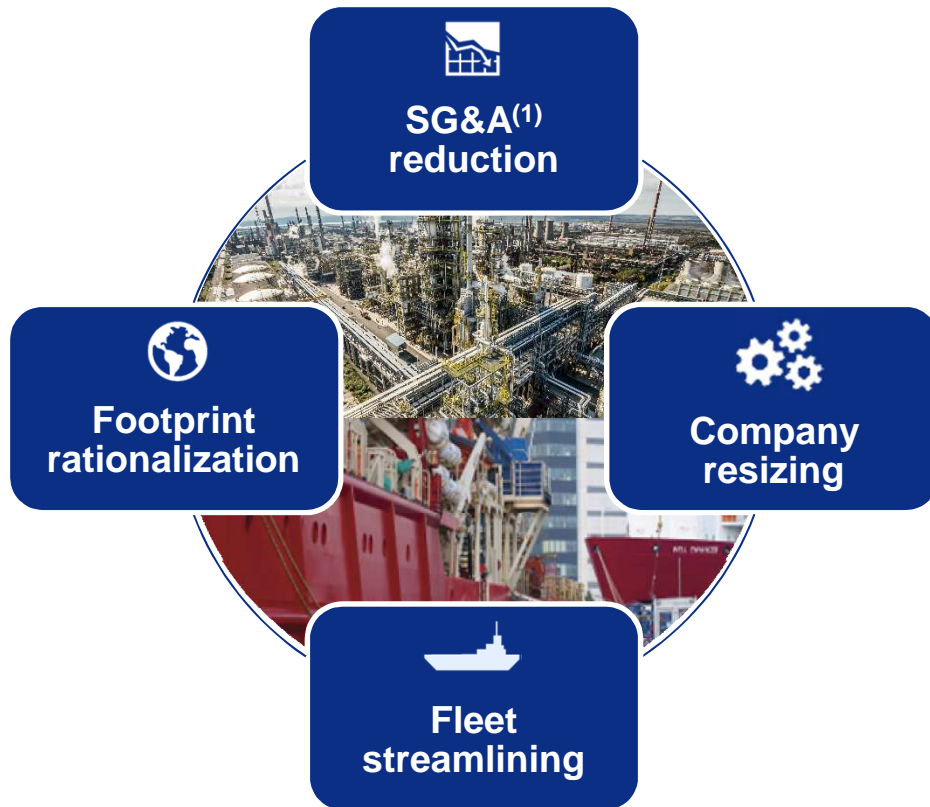 SG&A(1)
reduction
Footprint
rationalization
Company
resizing
Fleet
streamlining